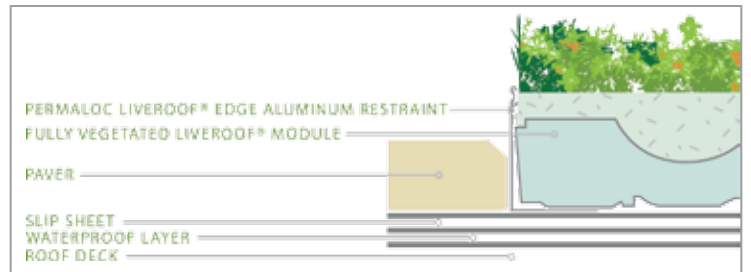 PERMALOC LIVEROOF® EDGE ALUMINUM RESTRAINT
FULLY VEGETATED LIVEROOF® MODULE
PAVER
SLIP SHEET
WATERPROOF LAYER
ROOF DECK